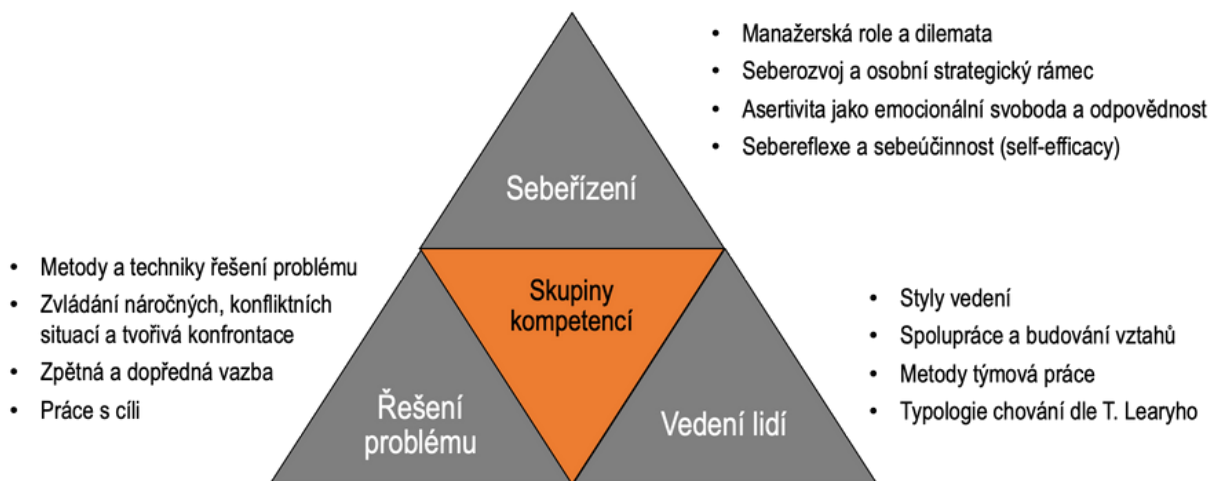 • Manažerská role a dilemata
• Seberozvoj a osobní strategický rámec
• Asertivita jako emocionální svoboda a odpovědnost
• Sebereflexe a sebeúčinnost (self-efficacy)
Sebeřízení
• Metody a techniky řešení problému
• Zvládání náročných, konfliktních
situací a tvořivá konfrontace
• Zpětná a dopředná vazba
• Práce s cíli
Skupiny
kompetencí
• Styly vedení
• Spolupráce a budování vztahů
• Metody týmová práce
• Typologie chování dle T. Learyho
Řešení
problému
Vedení lidí